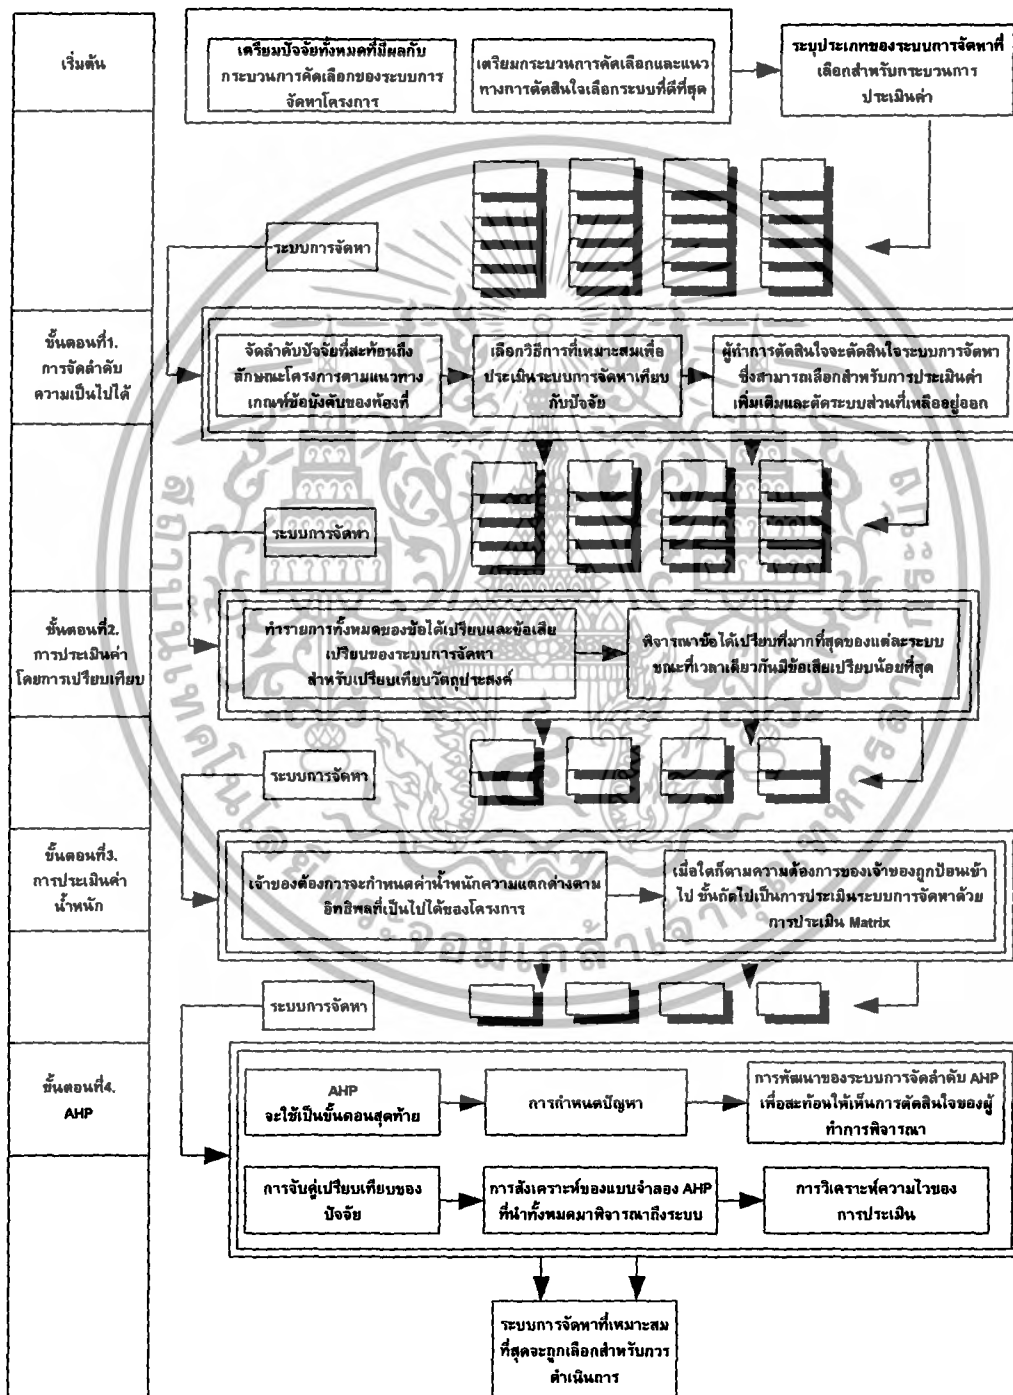 เริ่มต้น
เตรียมปัจจัยทั้งหมดที่มีผลกับ
กระบวนการคัดเลือกของระบบการ
จัดหาโครงการ
เตรียมกระบวนการคัดเลือกและแนว
ทางการตัดสินใจเลือกระบบที่ดีที่สุด
ระบุประเภทของระบบการจัดหาที่
เลือกสำหรับกระบวนการ
ประเมินค่า
ระบบการจัดหา
ขั้นตอนที่1.
การจัดลำดับ
ความเป็นไปได้
จัดลำดับปัจจัยที่สะท้อนถึง
ลักษณะโครงการตามแนวทาง
เกณฑ์ข้อบังคับของท้องที่
เลือกวิธีการที่เหมาะสมเพื่อ
ประเมินระบบการจัดหาเทียบ
กับปัจจัย
ผู้ทำการตัดสินใจจะตัดสินใจระบบการจัดหา
ซึ่งสามารถเลือกสำหรับการประเมินค่า
เพิ่มเติมและตัดระบบส่วนที่เหลืออยู่ออก
ระบบการจัดหา
ขั้นตอนที่2.
การประเมินค่า
โดยการเปรียบเทียบ
ทำรายการทั้งหมดของข้อได้เปรียบและข้อเสีย
เปรียบของระบบการจัดหา
สำหรับเปรียบเทียบวัตถุประสงค์
พิจารณาข้อได้เปรียบที่มากที่สุดของแต่ละระบบ
ขณะที่เวลาเดียวกันมีข้อเสียเปรียบน้อยที่สุด
ระบบการจัดหา
ขั้นตอนที่3.
การประเมินค่า
น้ำหนัก
เจ้าของต้องการจะกำหนดค่าน้ำหนักความแตกต่างตาม
อิทธิพลที่เป็นไปได้ของโครงการ
เมื่อใดก็ตามความต้องการของเจ้าของถูกป้อนเข้า
ไป ขั้นถัดไปเป็นการประเมินระบบการจัดหาด้วย
การประเมิน Matrix
ระบบการจัดหา
ขั้นตอนที่4.
AHP
AHP
จะใช้เป็นขั้นตอนสุดท้าย
การกำหนดปัญหา
การพัฒนาของระบบการจัดลำดับ AHP
เพื่อสะท้อนให้เห็นการตัดสินใจของผู้
ทำการพิจารณา
การจับคู่เปรียบเทียบของ
ปัจจัย
การสังเคราะห์ของแบบจำลอง AHP
ที่นำทั้งหมดมาพิจารณาถึงระบบ
การวิเคราะห์ความไวของ
การประเมิน
ระบบการจัดหาที่เหมาะสม
ที่สุดจะถูกเลือกสำหรับการ
ดำเนินการ
สถาบันเทคโนโลยีพระจอมเกล้าเจ้าคุณทหารลาดกระบัง